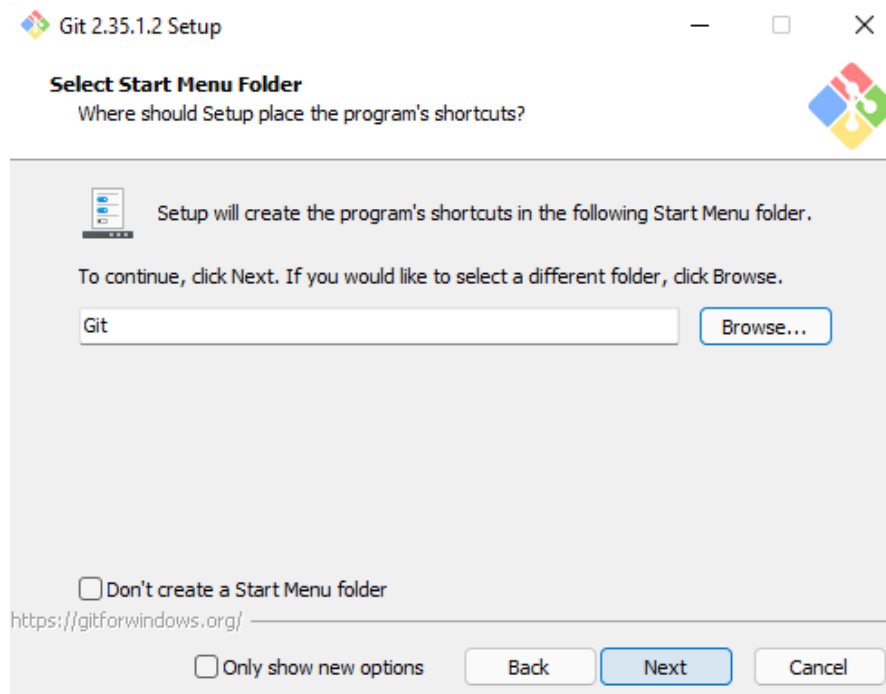 Git 2.35.1.2 Setup
Select Start Menu Folder
Where should Setup place the program's shortcuts?
Setup will create the program's shortcuts in the following Start Menu folder.
To continue, click Next. If you would like to select a different folder, click Browse.
Git
Browse...
Don't create a Start Menu folder
https://gitforwindows.org/
Only show new options
Back
Next
Cancel